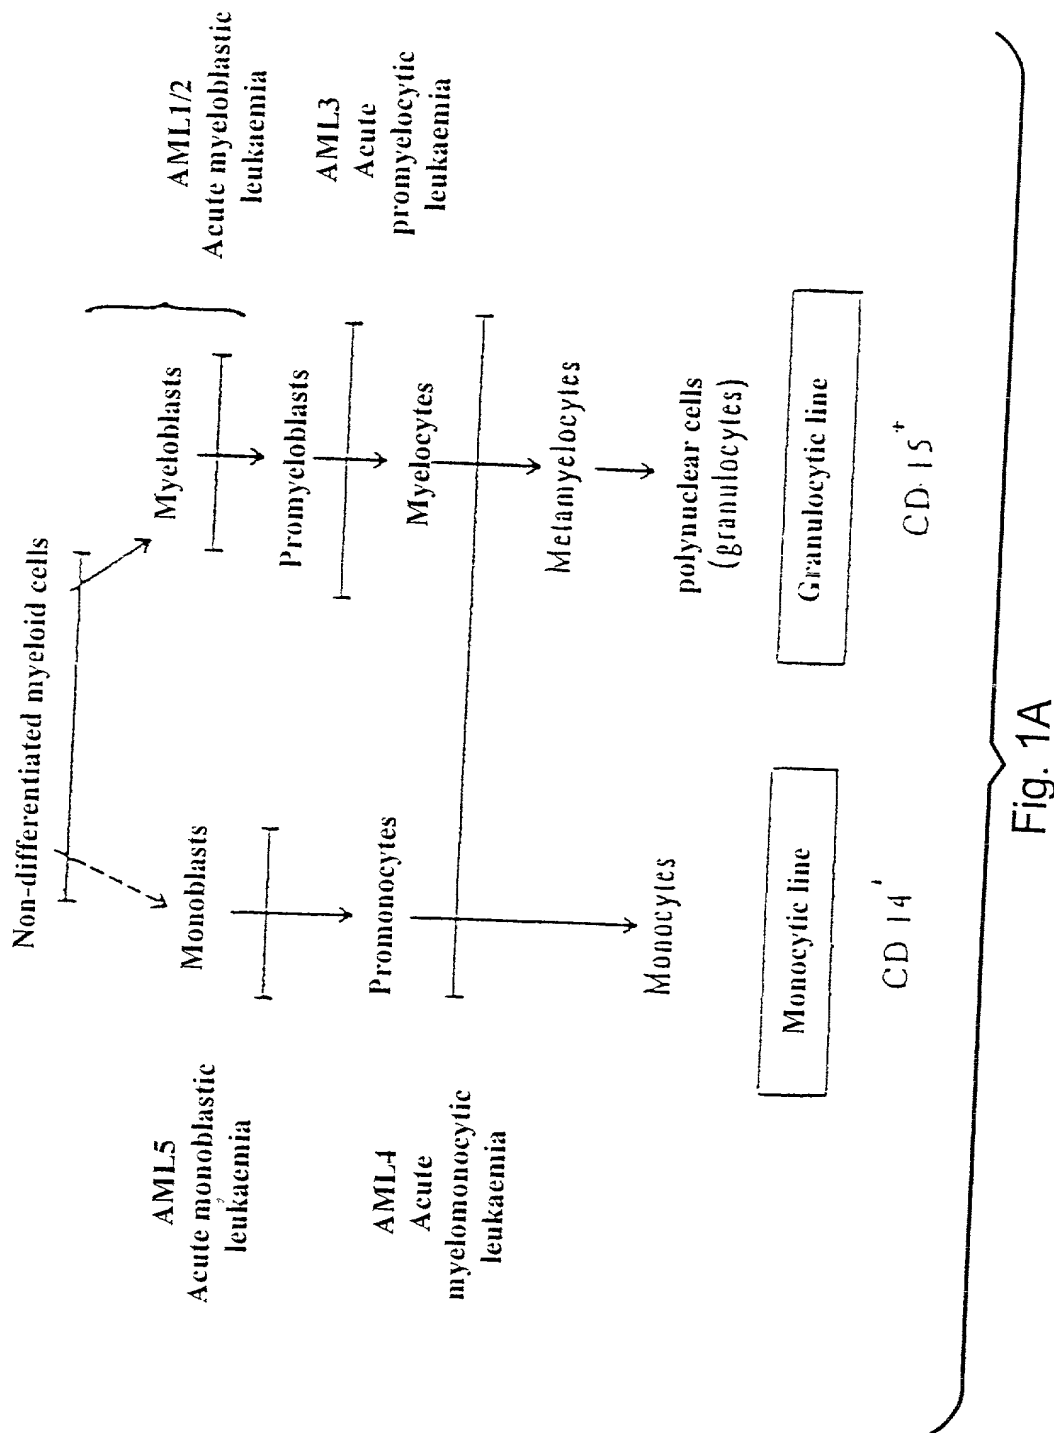 Non-differentiated myeloid cells
AML5
Acute monoblastic
leukaemia
Monoblasts
Myeloblasts
AML1/2
Acute myeloblastic
leukaemia
Promyeloblasts
AML3
Acute
promyelocytic
leukaemia
AML4
Acute
myelomonocytic
leukaemia
Promonocytes
Myelocytes
Metamyelocytes
Monocytes
polynuclear cells
(granulocytes)
Monocytic line
Granulocytic line
CD 14'
CD 15+
Fig. 1A